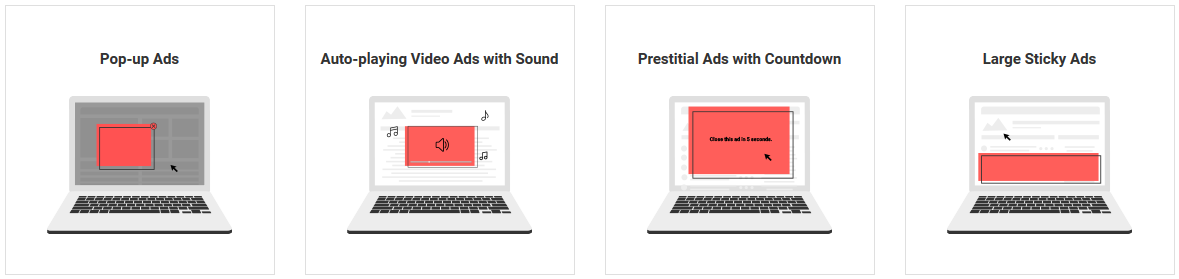 Pop-up Ads
Auto-playing Video Ads with Sound
Prestitial Ads with Countdown
Large Sticky Ads
Close this ad in 5 seconds.